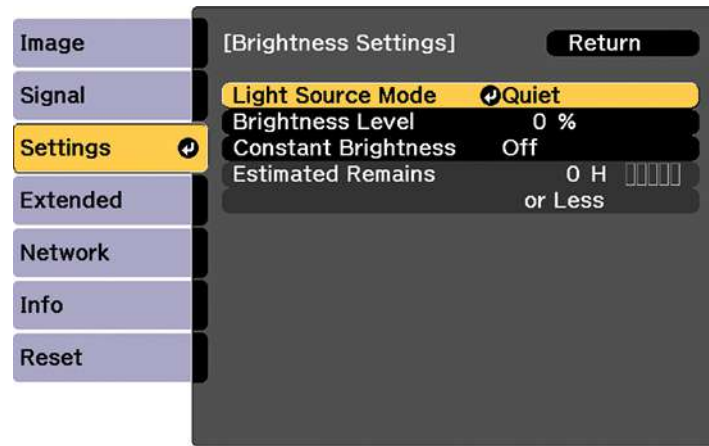 Image
Signal
Settings
Extended
Network
Info
Reset
[Brightness Settings] Return
Light Source Mode Quiet
Brightness Level 0 %
Constant Brightness Off
Estimated Remains 0 H
or Less